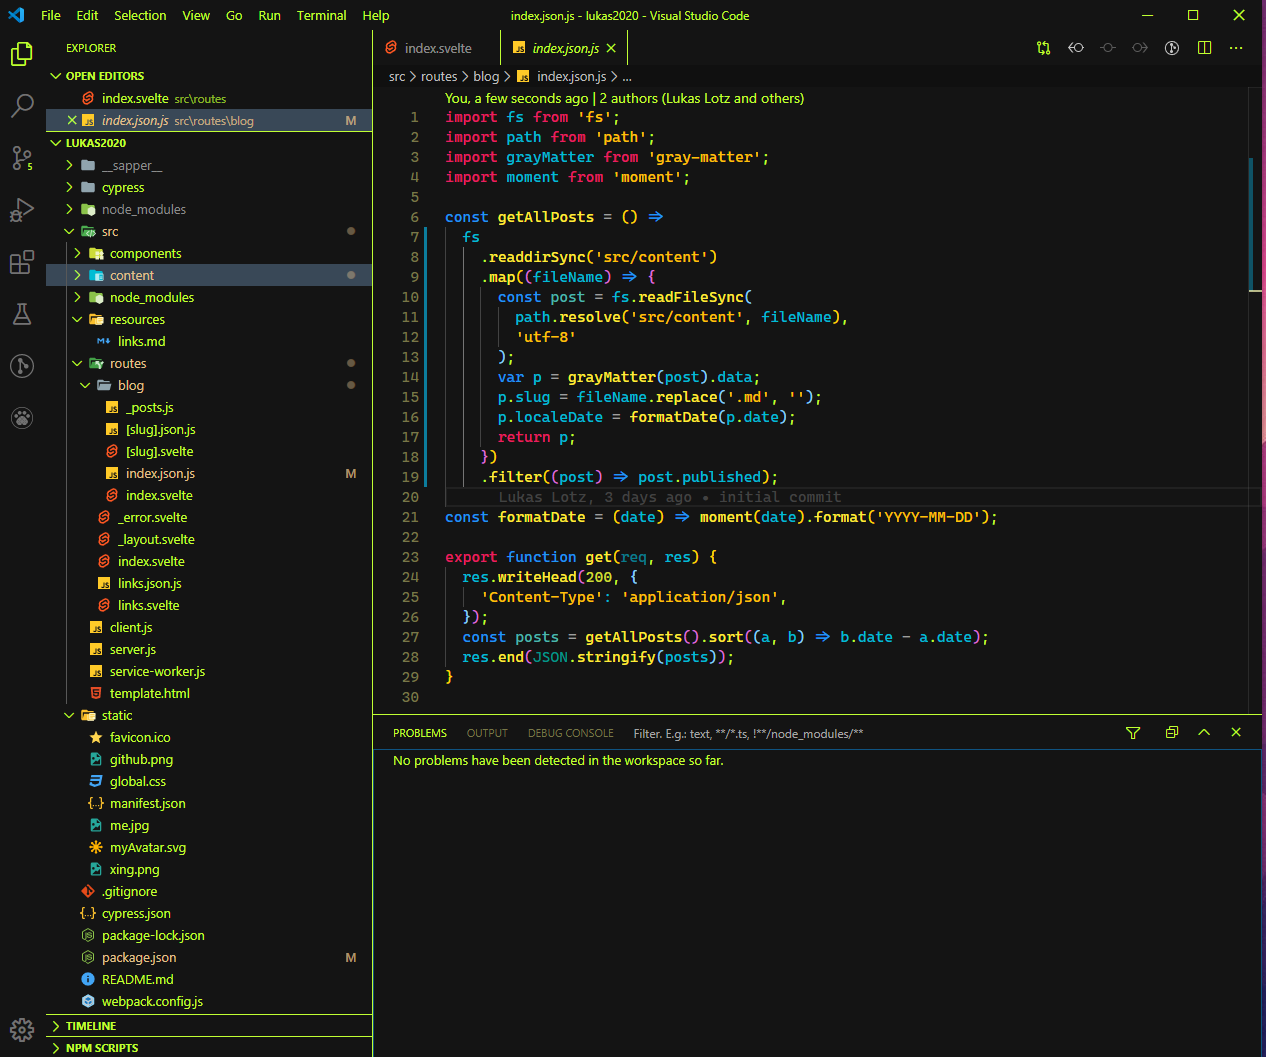 File Edit Selection View Go Run Terminal Help index.json.js - lukas2020 - Visual Studio Code
EXPLORER
OPEN EDITORS
index.svelte src\routes
index.json.js src\routes\blog M
LUKAS2020
__sapper__
cypress
node_modules
src
components
content
node_modules
resources
links.md
routes
blog
_posts.js
[slug].json.js
[slug].svelte
index.json.js M
index.svelte
_error.svelte
_layout.svelte
index.svelte
links.json.js
links.svelte
client.js
server.js
service-worker.js
template.html
static
favicon.ico
github.png
global.css
manifest.json
me.jpg
myAvatar.svg
xing.png
.gitignore
cypress.json
package-lock.json
package.json M
README.md
webpack.config.js
TIMELINE
NPM SCRIPTS
5
index.svelte index.json.js
src > routes > blog > index.json.js > ...
You, a few seconds ago | 2 authors (Lukas Lotz and others)
1 import fs from 'fs';
2 import path from 'path';
3 import grayMatter from 'gray-matter';
4 import moment from 'moment';
5
6 const getAllPosts = () =>
7 fs
8 .readdirSync('src/content')
9 .map((fileName) => {
10 const post = fs.readFileSync(
11 path.resolve('src/content', fileName),
12 'utf-8'
13 );
14 var p = grayMatter(post).data;
15 p.slug = fileName.replace('.md', '');
16 p.localeDate = formatDate(p.date);
17 return p;
18 })
19 .filter((post) => post.published);
20 Lukas Lotz, 3 days ago • initial commit
21 const formatDate = (date) => moment(date).format('YYYY-MM-DD');
22
23 export function get(req, res) {
24 res.writeHead(200, {
25 'Content-Type': 'application/json',
26 });
27 const posts = getAllPosts().sort((a, b) => b.date - a.date);
28 res.end(JSON.stringify(posts));
29 }
30
PROBLEMS OUTPUT DEBUG CONSOLE Filter. E.g.: text, **/*.ts, !**/node_modules/**
No problems have been detected in the workspace so far.